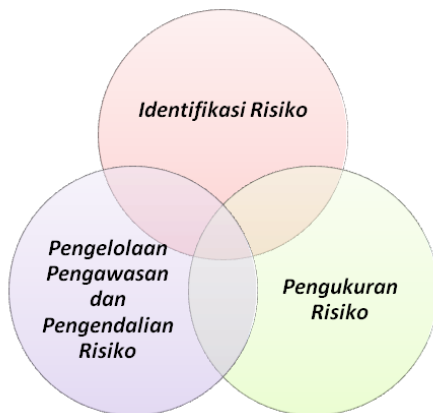 Identifikasi Risiko
Pengelolaan
Pengawasan
dan
Pengendalian
Risiko
Pengukuran
Risiko